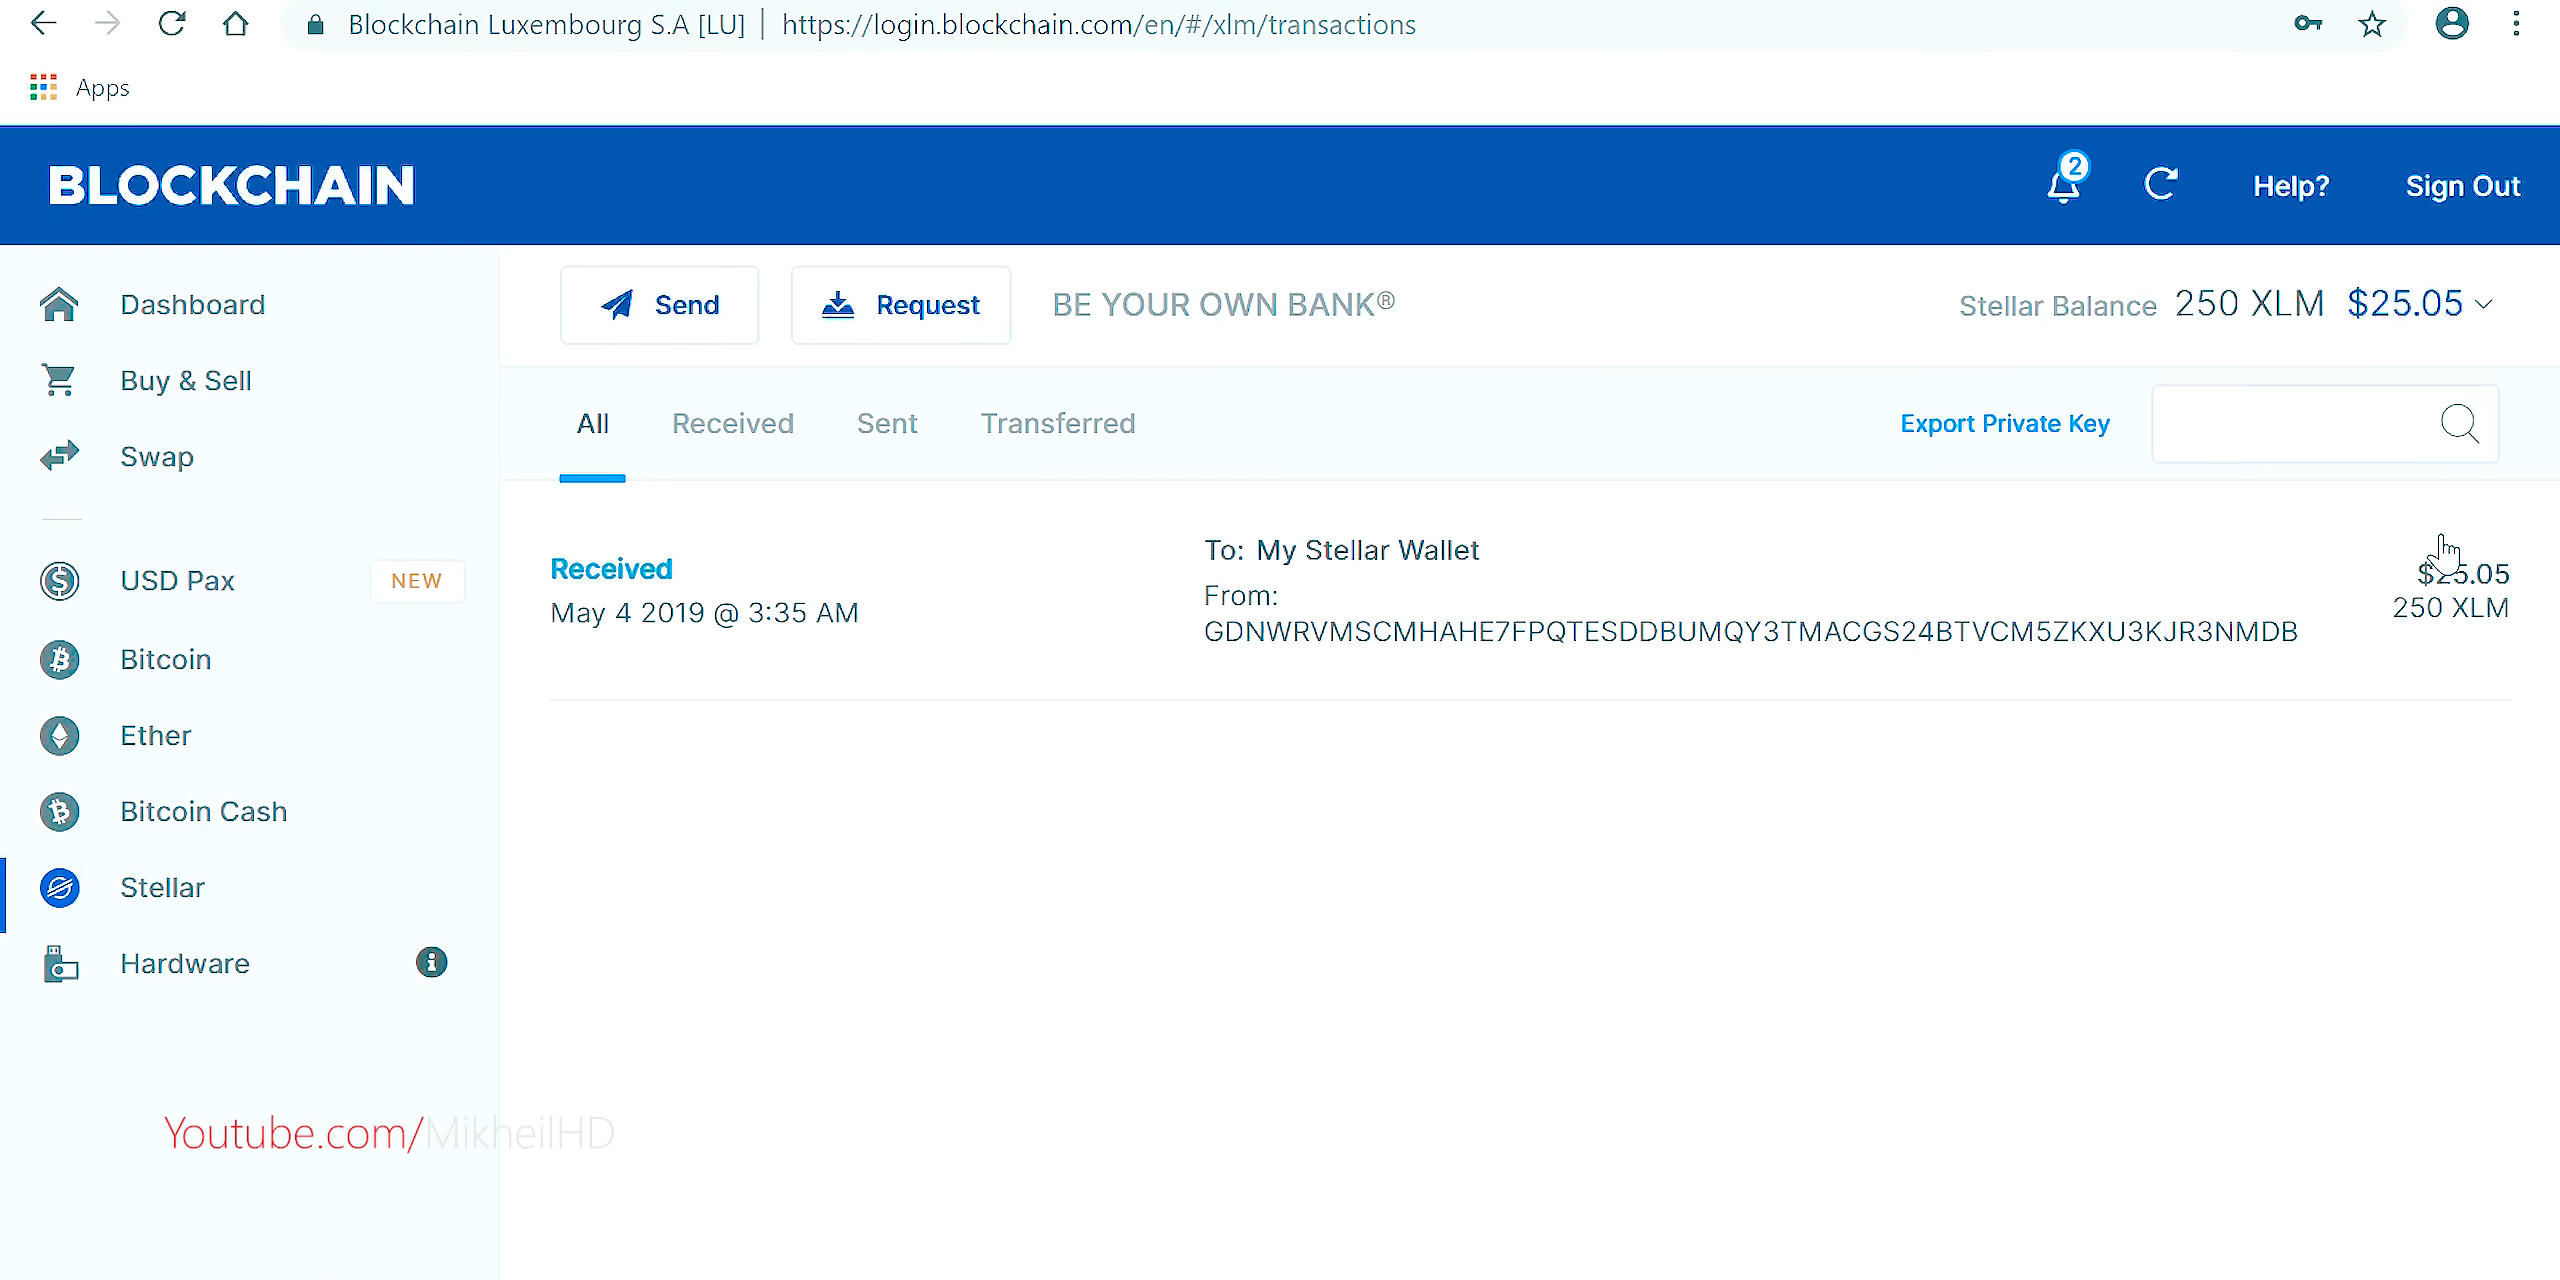 Blockchain Luxembourg S.A [LU] | https://login.blockchain.com/en/#/xlm/transactions
Apps
BLOCKCHAIN
2
Help?
Sign Out
Dashboard
Buy & Sell
Swap
USD Pax NEW
Bitcoin
Ether
Bitcoin Cash
Stellar
Hardware
Send
Request
BE YOUR OWN BANK®
Stellar Balance 250 XLM $25.05
All
Received
Sent
Transferred
Export Private Key
Received
May 4 2019 @ 3:35 AM
To: My Stellar Wallet
From:
GDNWRVMSCMHAHE7FPQTESDDBUMQY3TMACGS24BTVCM5ZKXU3KJR3NMDB
$25.05
250 XLM
Youtube.com/MikheilHD